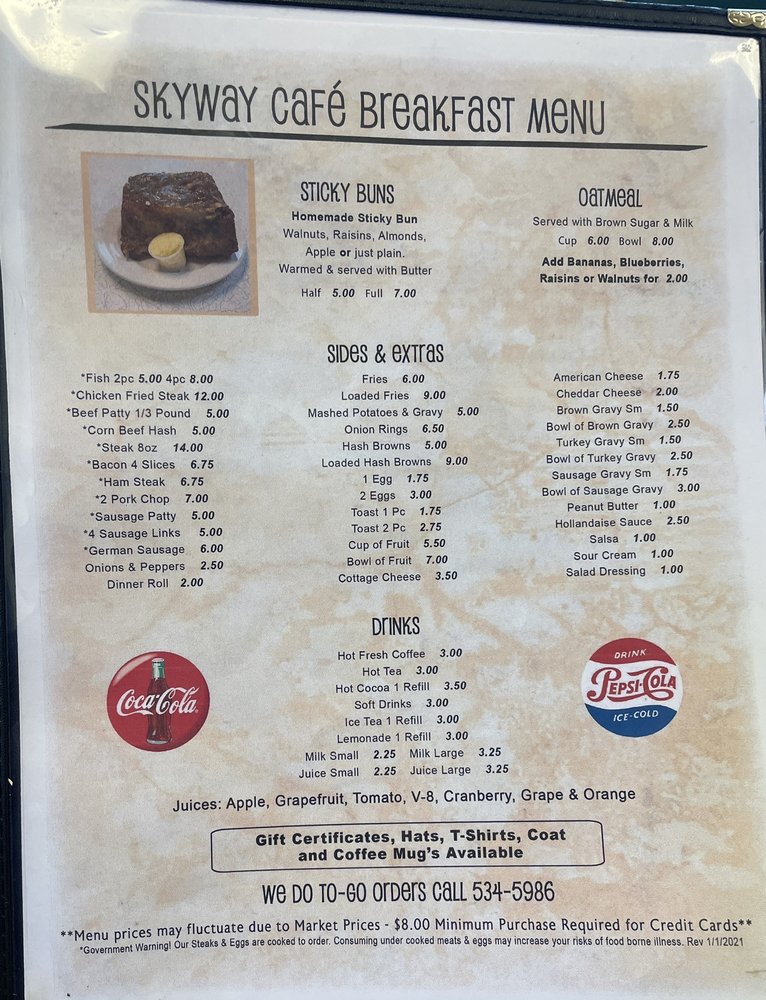 SKYWAY Café Breakfast Menu
STICKY BUNS
Homemade Sticky Bun
Walnuts, Raisins, Almonds,
Apple or just plain.
Warmed & served with Butter
Half 5.00 Full 7.00
Oatmeal
Served with Brown Sugar & Milk
Cup 6.00 Bowl 8.00
Add Bananas, Blueberries,
Raisins or Walnuts for 2.00
Sides & Extras
*Fish 2pc 5.00 4pc 8.00
*Chicken Fried Steak 12.00
*Beef Patty 1/3 Pound 5.00
*Corn Beef Hash 5.00
*Steak 8oz 14.00
*Bacon 4 Slices 6.75
*Ham Steak 6.75
*2 Pork Chop 7.00
*Sausage Patty 5.00
*4 Sausage Links 5.00
*German Sausage 6.00
Onions & Peppers 2.50
Dinner Roll 2.00
Fries 6.00
Loaded Fries 9.00
Mashed Potatoes & Gravy 5.00
Onion Rings 6.50
Hash Browns 5.00
Loaded Hash Browns 9.00
1 Egg 1.75
2 Eggs 3.00
Toast 1 Pc 1.75
Toast 2 Pc 2.75
Cup of Fruit 5.50
Bowl of Fruit 7.00
Cottage Cheese 3.50
American Cheese 1.75
Cheddar Cheese 2.00
Brown Gravy Sm 1.50
Bowl of Brown Gravy 2.50
Turkey Gravy Sm 1.50
Bowl of Turkey Gravy 2.50
Sausage Gravy Sm 1.75
Bowl of Sausage Gravy 3.00
Peanut Butter 1.00
Hollandaise Sauce 2.50
Salsa 1.00
Sour Cream 1.00
Salad Dressing 1.00
Drinks
Hot Fresh Coffee 3.00
Hot Tea 3.00
Hot Cocoa 1 Refill 3.50
Soft Drinks 3.00
Ice Tea 1 Refill 3.00
Lemonade 1 Refill 3.00
Milk Small 2.25 Milk Large 3.25
Juice Small 2.25 Juice Large 3.25
Coca-Cola
DRINK
PEPSI-COLA
ICE-COLD
Juices: Apple, Grapefruit, Tomato, V-8, Cranberry, Grape & Orange
Gift Certificates, Hats, T-Shirts, Coat
and Coffee Mug's Available
We do To-Go Orders Call 534-5986
**Menu prices may fluctuate due to Market Prices - $8.00 Minimum Purchase Required for Credit Cards**
*Government Warning! Our Steaks & Eggs are cooked to order. Consuming under cooked meats & eggs may increase your risks of food borne illness. Rev 1/1/2021